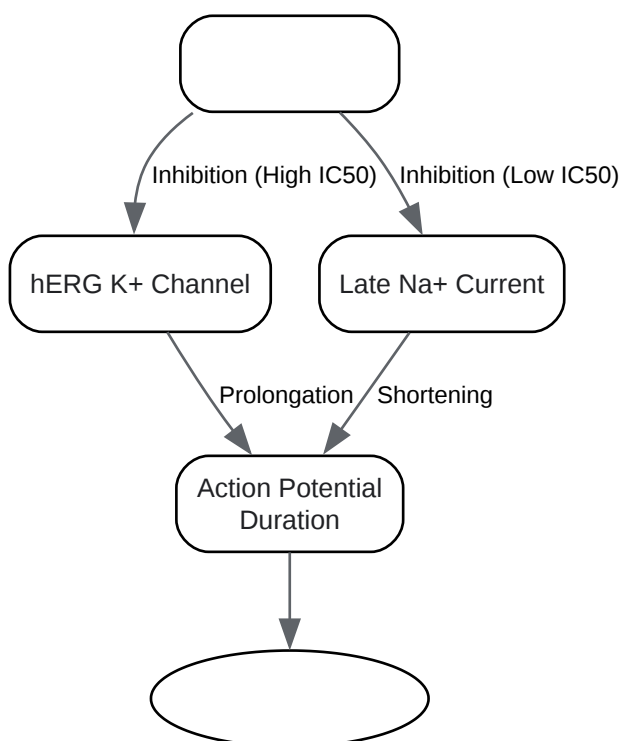 Inhibition (High IC50)
Inhibition (Low IC50)
hERG K+ Channel
Late Na+ Current
Prolongation
Shortening
Action Potential
Duration